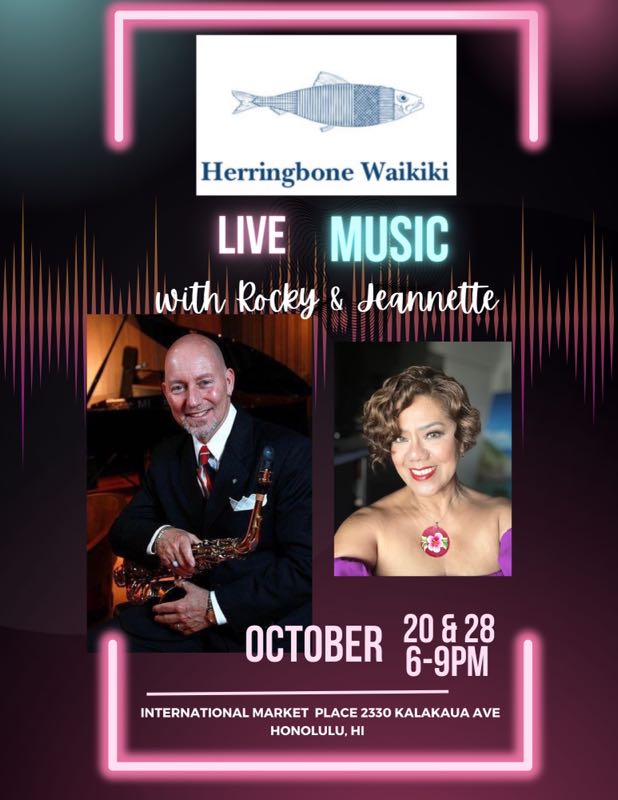 Herringbone Waikiki
LIVE MUSIC
with Rocky & Jeannette
OCTOBER 20 & 28
6-9PM
INTERNATIONAL MARKET PLACE 2330 KALAKAUA AVE
HONOLULU, HI